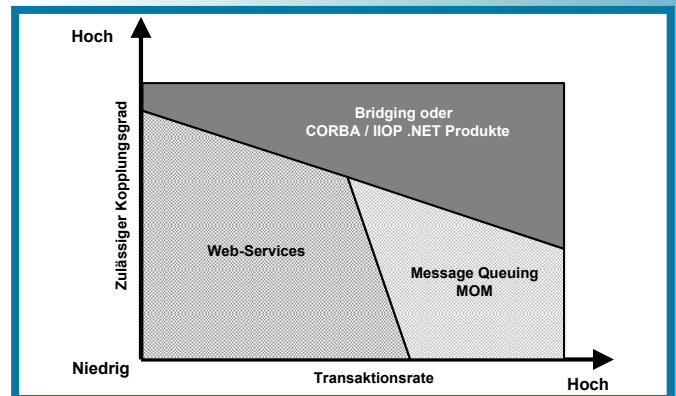 Hoch
Zulässiger Kopplungsgrad
Bridging oder
CORBA / IIOP .NET Produkte
Web-Services
Message Queuing
MOM
Niedrig
Transaktionsrate
Hoch